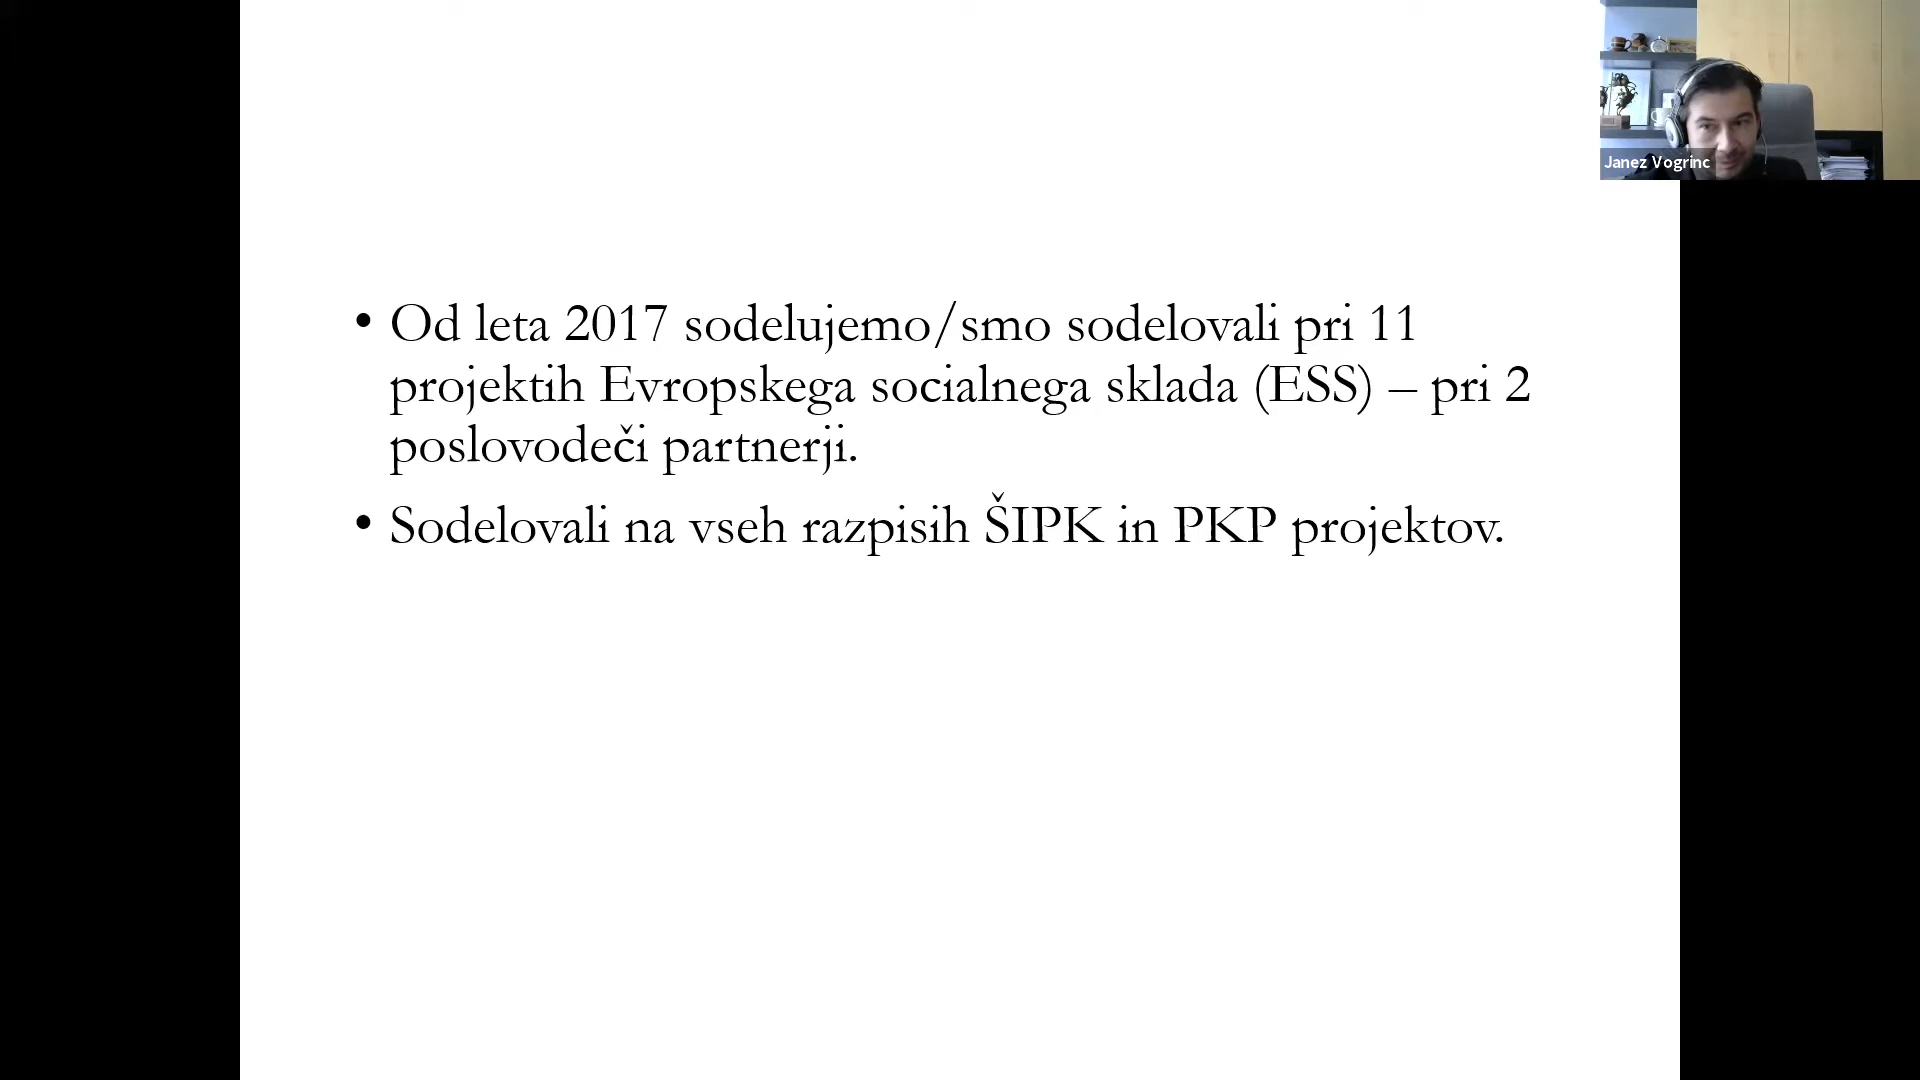 Janez Vogrinc
• Od leta 2017 sodelujemo/smo sodelovali pri 11
projektih Evropskega socialnega sklada (ESS) – pri 2
poslovodeči partnerji.
• Sodelovali na vseh razpisih ŠIPK in PKP projektov.